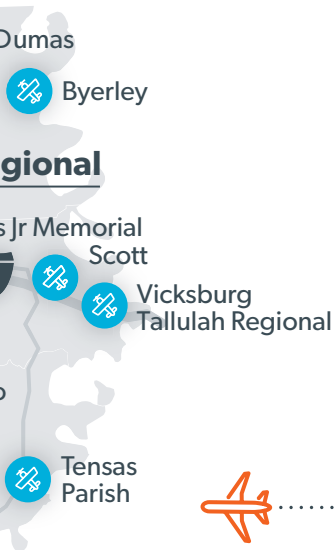 Dumas
Byerley
gional
s Jr Memorial
Scott
Vicksburg
Tallulah Regional
o
Tensas
Parish